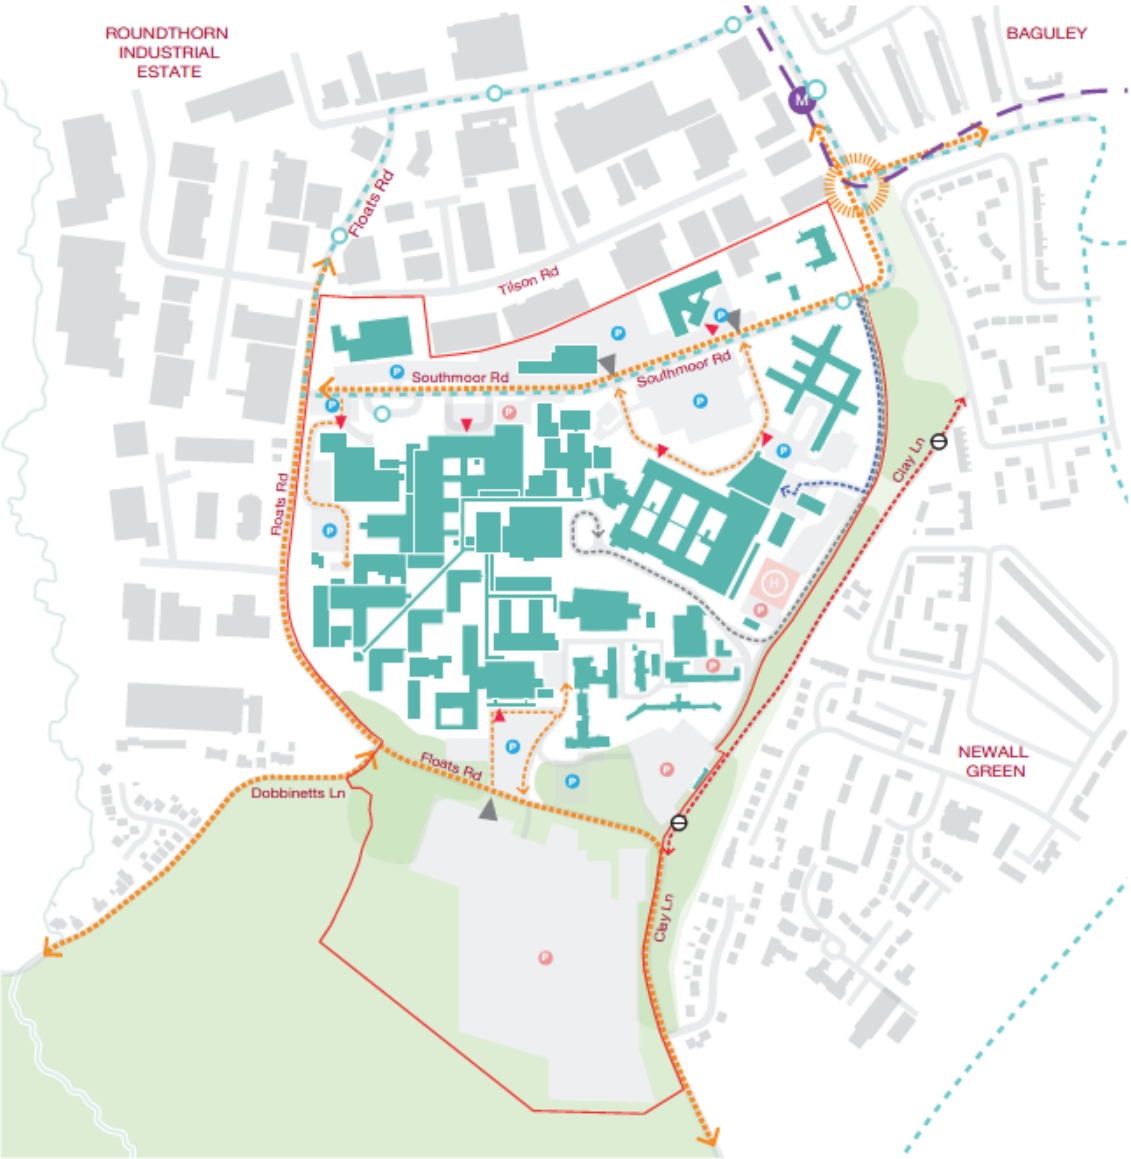 ROUNDTHORN
INDUSTRIAL
ESTATE
BAGULEY
M
Floats Rd
Tilson Rd
P
P
P
Southmoor Rd
Southmoor Rd
P
P
P
P
Clay Ln
Floats Rd
P
H
P
P
NEWALL
GREEN
P
Floats Rd
P
P
Dobbinetts Ln
Clay Ln
P